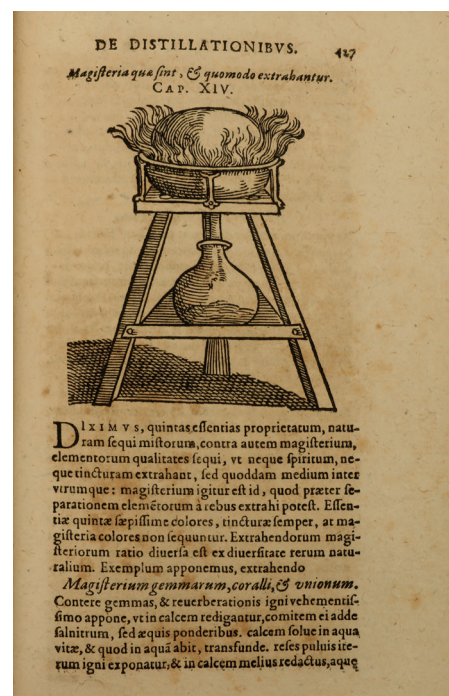 DE DISTILLATIONIBVS.
427
Magiſteria quæ ſint, & quomodo extrahantur.
CAP. XIV.
DIXIMVS, quintas eſſentias proprietatum, natu-
ram ſequi miſtorum, contra autem magiſterium,
elementorum qualitates ſequi, vt neque ſpiritum, ne-
que tincturam extrahant, ſed quoddam medium inter
vtrumque: magiſterium igitur eſt id, quod præter ſe-
parationem elemẽtorum à rebus extrahi poteſt. Eſſen-
tiæ quintæ ſæpiſſime colores, tincturæ ſemper, at ma-
giſteria colores non ſequuntur. Extrahendorum magi-
ſteriorum ratio diuerſa eſt ex diuerſitate rerum natu-
ralium. Exemplum apponemus, extrahendo
Magiſterium gemmarum, coralli, & vnionum.
Contere gemmas, & reuerberationis igni vehementiſ-
ſimo appone, vt in calcem redigantur, comitem ei adde
ſalnitrum, ſed æquis ponderibus. calcem ſolue in aqua
vitæ, & quod in aquã abit, transfunde. reſes puluis ite-
rum igni exponatur, & in calcem melius redactus, aquę